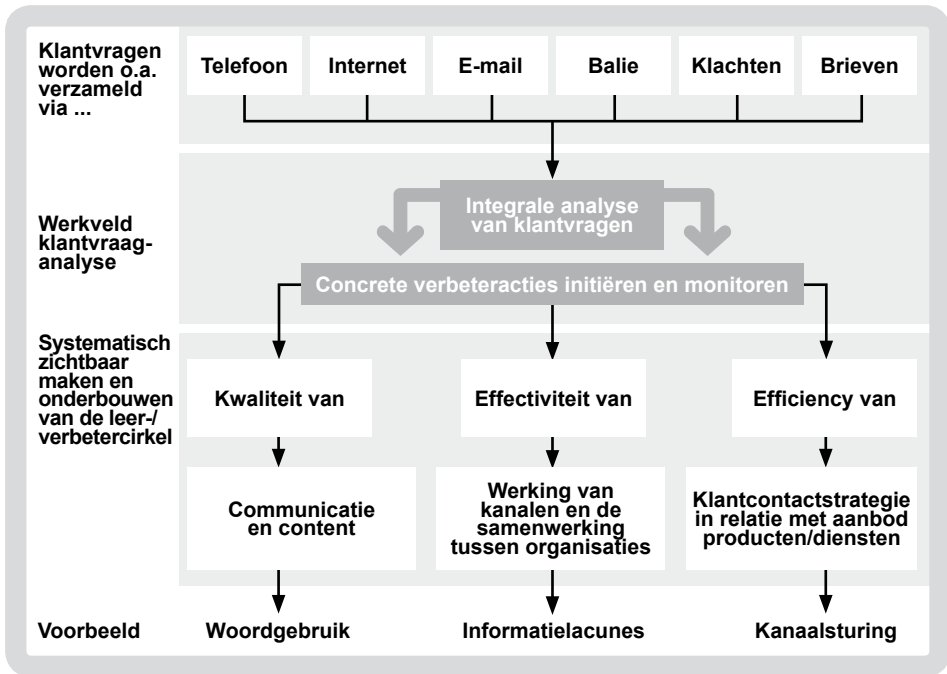 Klantvragen
worden o.a.
verzameld
via ...
Telefoon
Internet
E-mail
Balie
Klachten
Brieven
Werkveld
klantvraag-
analyse
Integrale analyse
van klantvragen
Concrete verbeteracties initiëren en monitoren
Systematisch
zichtbaar
maken en
onderbouwen
van de leer-/
verbetercirkel
Kwaliteit van
Effectiviteit van
Efficiency van
Communicatie
en content
Werking van
kanalen en de
samenwerking
tussen organisaties
Klantcontactstrategie
in relatie met aanbod
producten/diensten
Voorbeeld
Woordgebruik
Informatielacunes
Kanaalsturing